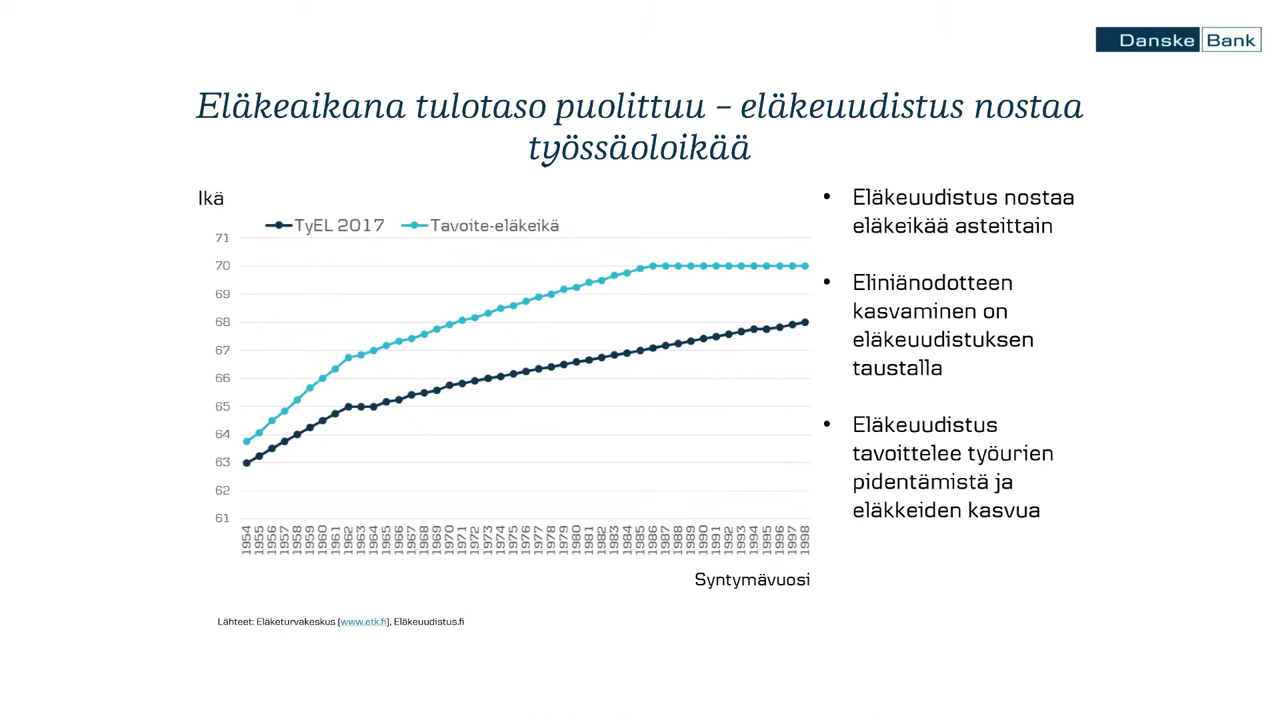 Danske Bank
Eläkeaikana tulotaso puolittuu – eläkeuudistus nostaa
työssäoloikää
Ikä
TyEL 2017 Tavoite-eläkeikä
71
70
69
68
67
66
65
64
63
62
61
1954 1955 1956 1957 1958 1959 1960 1961 1962 1963 1964 1965 1966 1967 1968 1969 1970 1971 1972 1973 1974 1975 1976 1977 1978 1979 1980 1981 1982 1983 1984 1985 1986 1987 1988 1989 1990 1991 1992 1993 1994 1995 1996 1997 1998
Syntymävuosi
• Eläkeuudistus nostaa
eläkeikää asteittain
• Eliniänodotteen
kasvaminen on
eläkeuudistuksen
taustalla
• Eläkeuudistus
tavoittelee työurien
pidentämistä ja
eläkkeiden kasvua
Lähteet: Eläketurvakeskus (www.etk.fi), Eläkeuudistus.fi